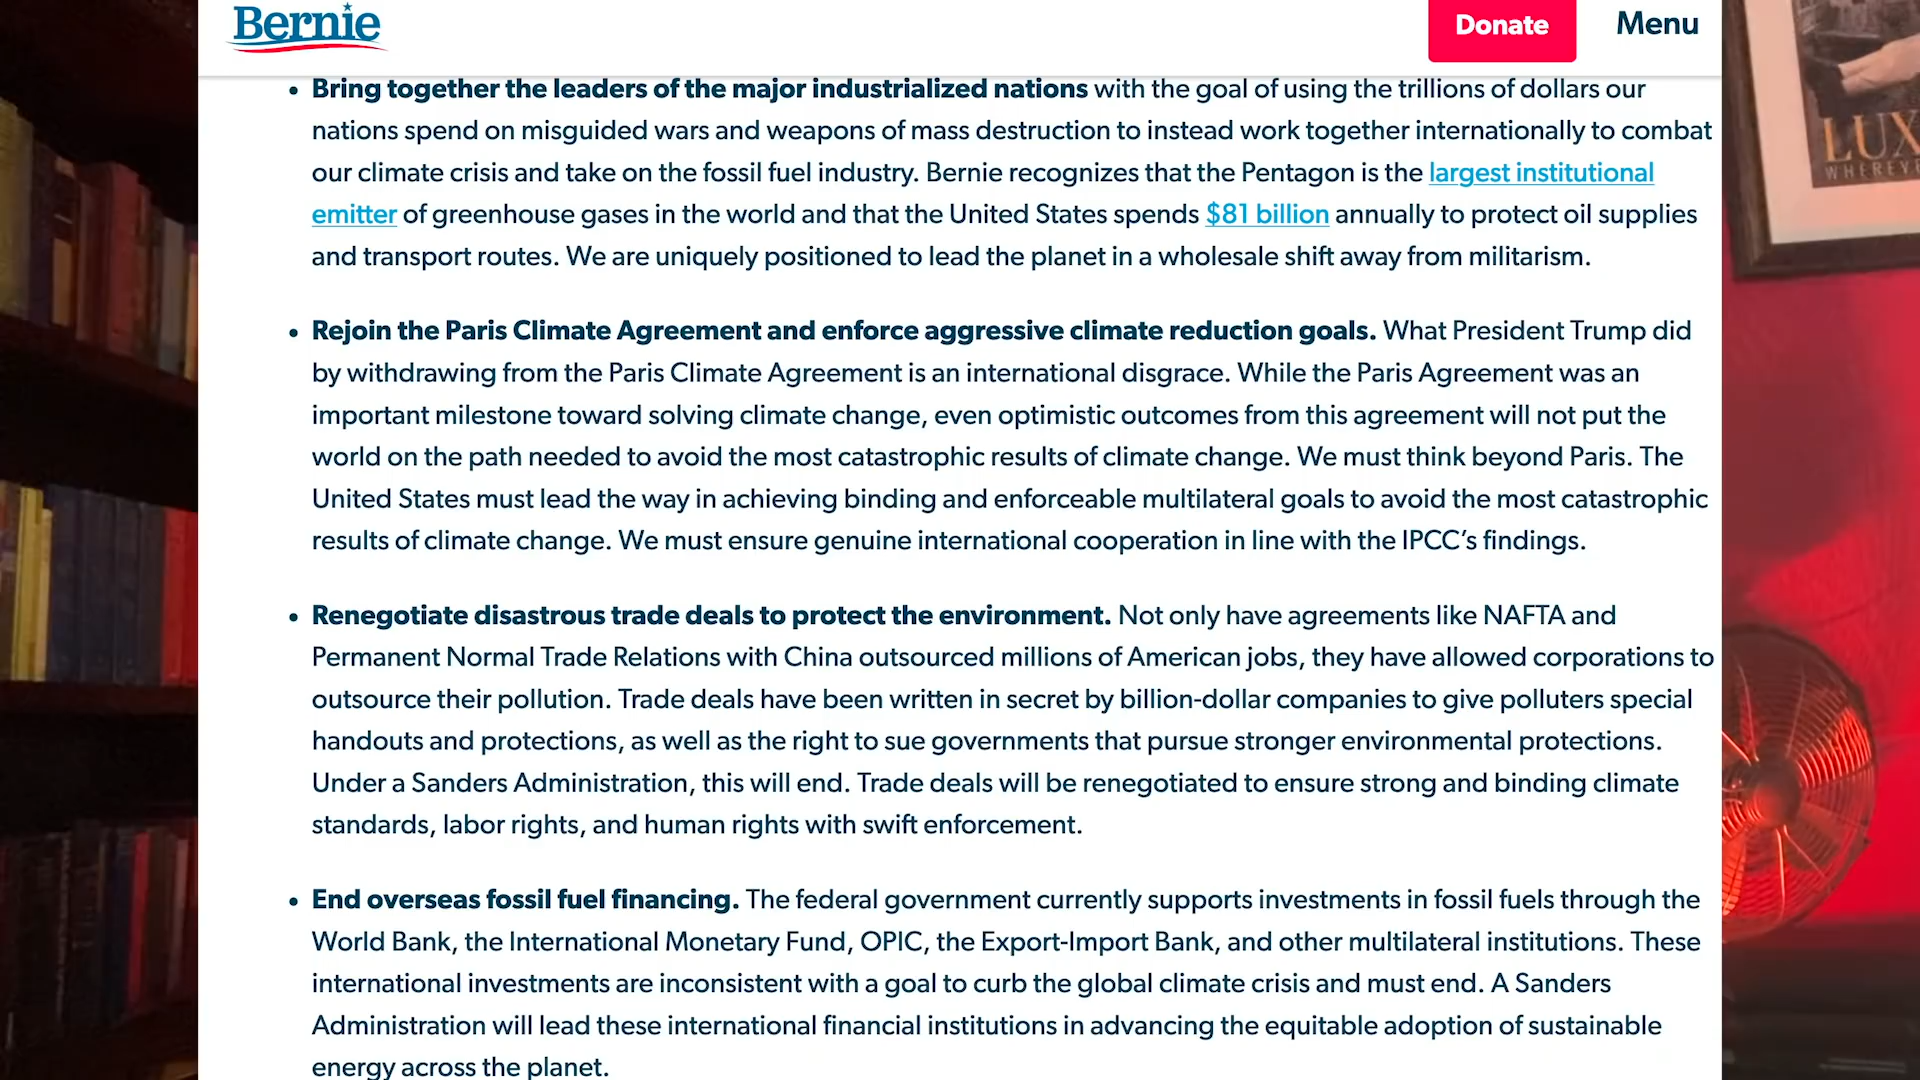 Bernie
Donate
Menu
• Bring together the leaders of the major industrialized nations with the goal of using the trillions of dollars our
nations spend on misguided wars and weapons of mass destruction to instead work together internationally to combat
our climate crisis and take on the fossil fuel industry. Bernie recognizes that the Pentagon is the largest institutional
emitter of greenhouse gases in the world and that the United States spends $81 billion annually to protect oil supplies
and transport routes. We are uniquely positioned to lead the planet in a wholesale shift away from militarism.
• Rejoin the Paris Climate Agreement and enforce aggressive climate reduction goals. What President Trump did
by withdrawing from the Paris Climate Agreement is an international disgrace. While the Paris Agreement was an
important milestone toward solving climate change, even optimistic outcomes from this agreement will not put the
world on the path needed to avoid the most catastrophic results of climate change. We must think beyond Paris. The
United States must lead the way in achieving binding and enforceable multilateral goals to avoid the most catastrophic
results of climate change. We must ensure genuine international cooperation in line with the IPCC's findings.
• Renegotiate disastrous trade deals to protect the environment. Not only have agreements like NAFTA and
Permanent Normal Trade Relations with China outsourced millions of American jobs, they have allowed corporations to
outsource their pollution. Trade deals have been written in secret by billion-dollar companies to give polluters special
handouts and protections, as well as the right to sue governments that pursue stronger environmental protections.
Under a Sanders Administration, this will end. Trade deals will be renegotiated to ensure strong and binding climate
standards, labor rights, and human rights with swift enforcement.
• End overseas fossil fuel financing. The federal government currently supports investments in fossil fuels through the
World Bank, the International Monetary Fund, OPIC, the Export-Import Bank, and other multilateral institutions. These
international investments are inconsistent with a goal to curb the global climate crisis and must end. A Sanders
Administration will lead these international financial institutions in advancing the equitable adoption of sustainable
energy across the planet.
LUX